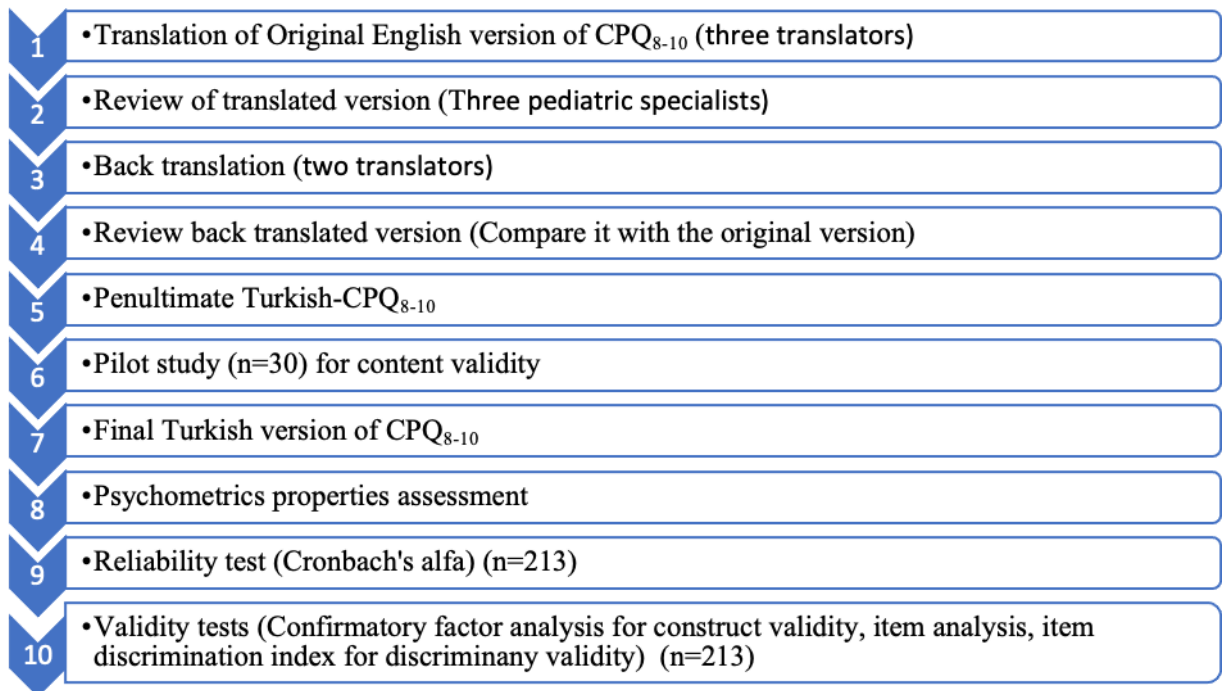 1
•Translation of Original English version of CPQ8-10 (three translators)
2
•Review of translated version (Three pediatric specialists)
3
•Back translation (two translators)
4
•Review back translated version (Compare it with the original version)
5
•Penultimate Turkish-CPQ8-10
6
•Pilot study (n=30) for content validity
7
•Final Turkish version of CPQ8-10
8
•Psychometrics properties assessment
9
•Reliability test (Cronbach's alfa) (n=213)
10
•Validity tests (Confirmatory factor analysis for construct validity, item analysis, item
discrimination index for discriminany validity) (n=213)